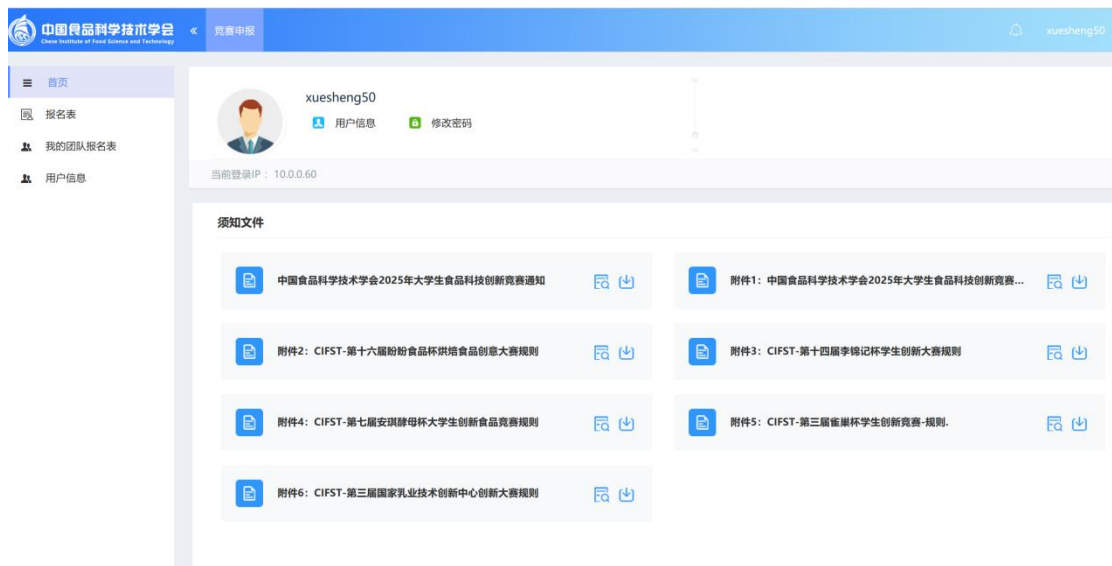 中国食品科学技术学会
Chese Institute of Food Science and Technology
«
竞赛申报
xuesheng50
首页
报名表
我的团队报名表
用户信息
xuesheng50
用户信息
修改密码
当前登录IP： 10.0.0.60
须知文件
中国食品科学技术学会2025年大学生食品科技创新竞赛通知
附件1：中国食品科学技术学会2025年大学生食品科技创新竞赛...
附件2：CIFST-第十六届盼盼食品杯烘焙食品创意大赛规则
附件3：CIFST-第十四届李锦记杯学生创新大赛规则
附件4：CIFST-第七届安琪酵母杯大学生创新食品竞赛规则
附件5：CIFST-第三届雀巢杯学生创新竞赛-规则.
附件6：CIFST-第三届国家乳业技术创新中心创新大赛规则